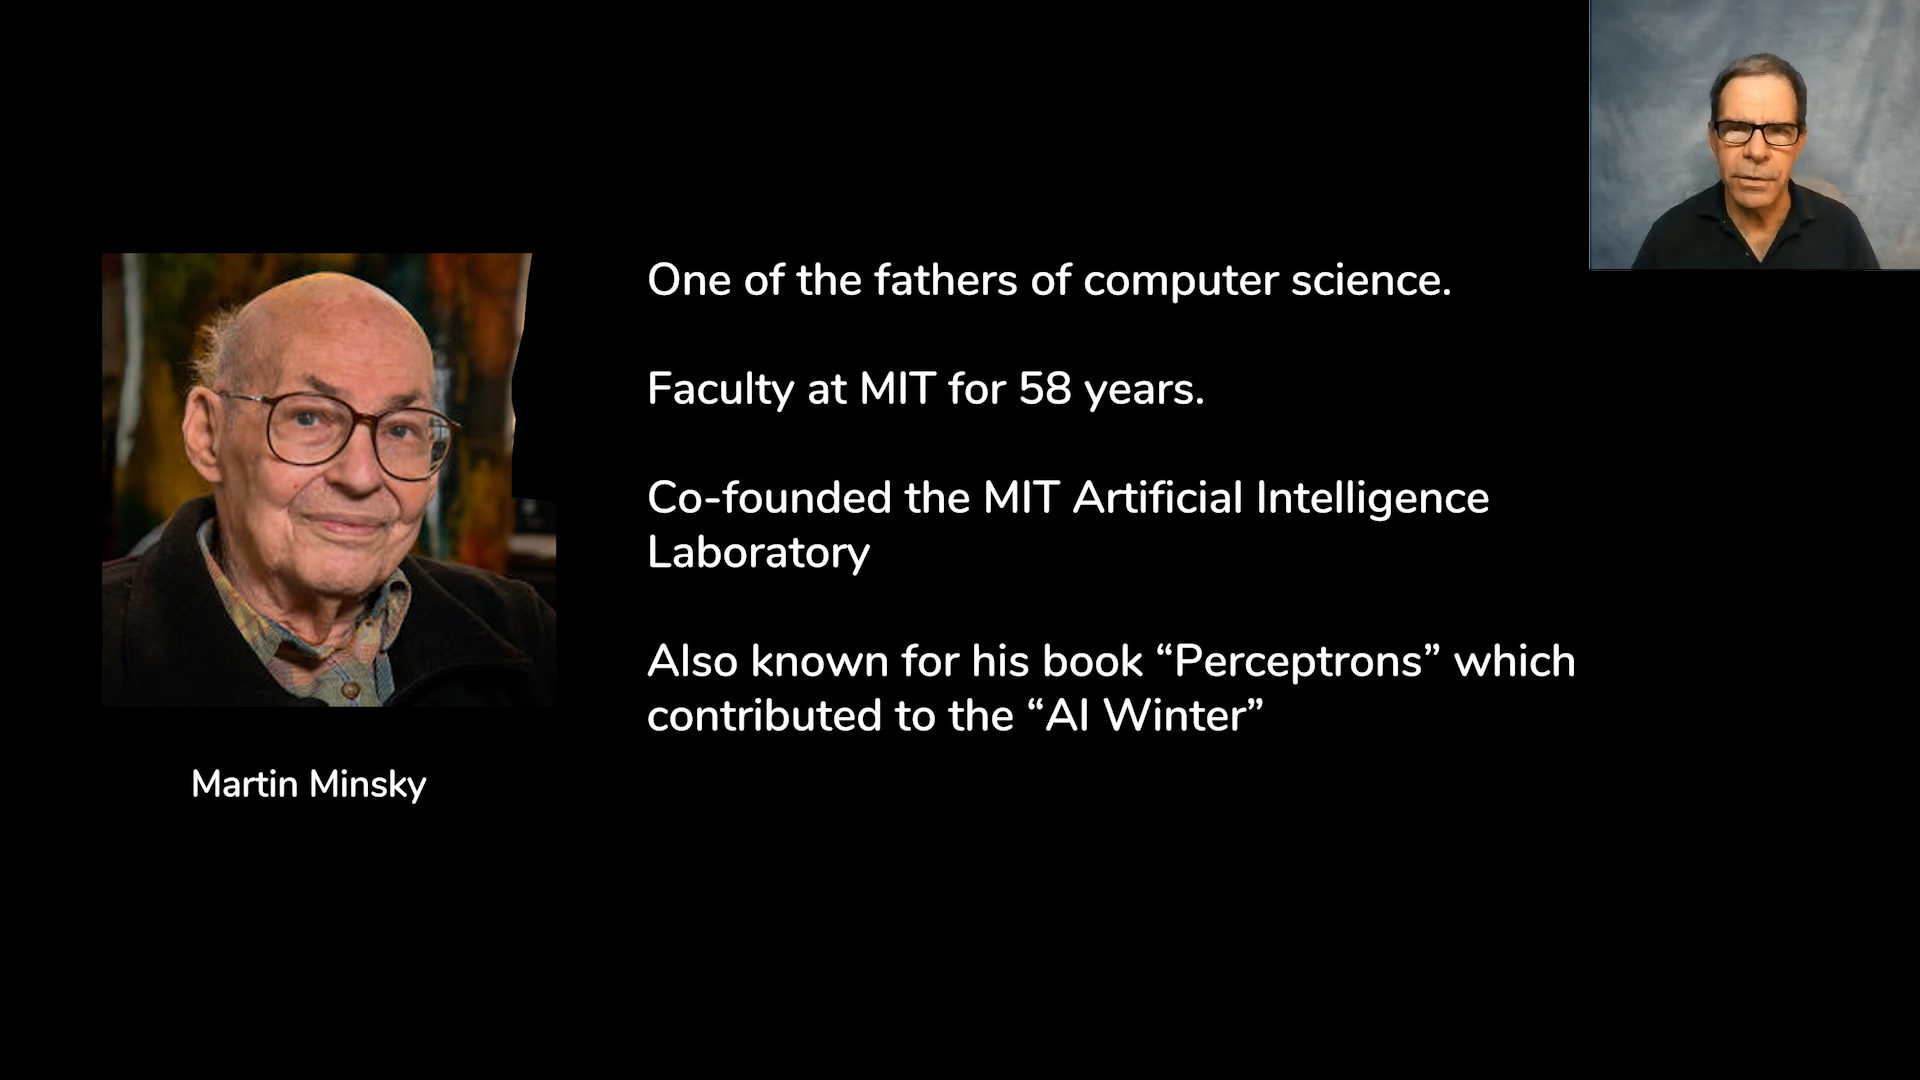 One of the fathers of computer science.
Faculty at MIT for 58 years.
Co-founded the MIT Artificial Intelligence
Laboratory
Also known for his book “Perceptrons” which
contributed to the “AI Winter”
Martin Minsky